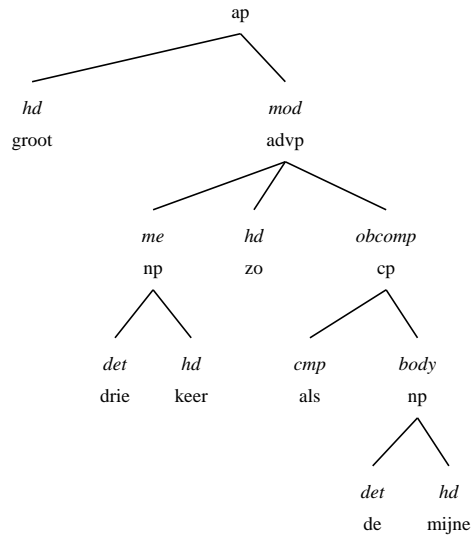 ap
hd mod
groot advp
me hd obcomp
np zo cp
det hd cmp body
drie keer als np
det hd
de mijne